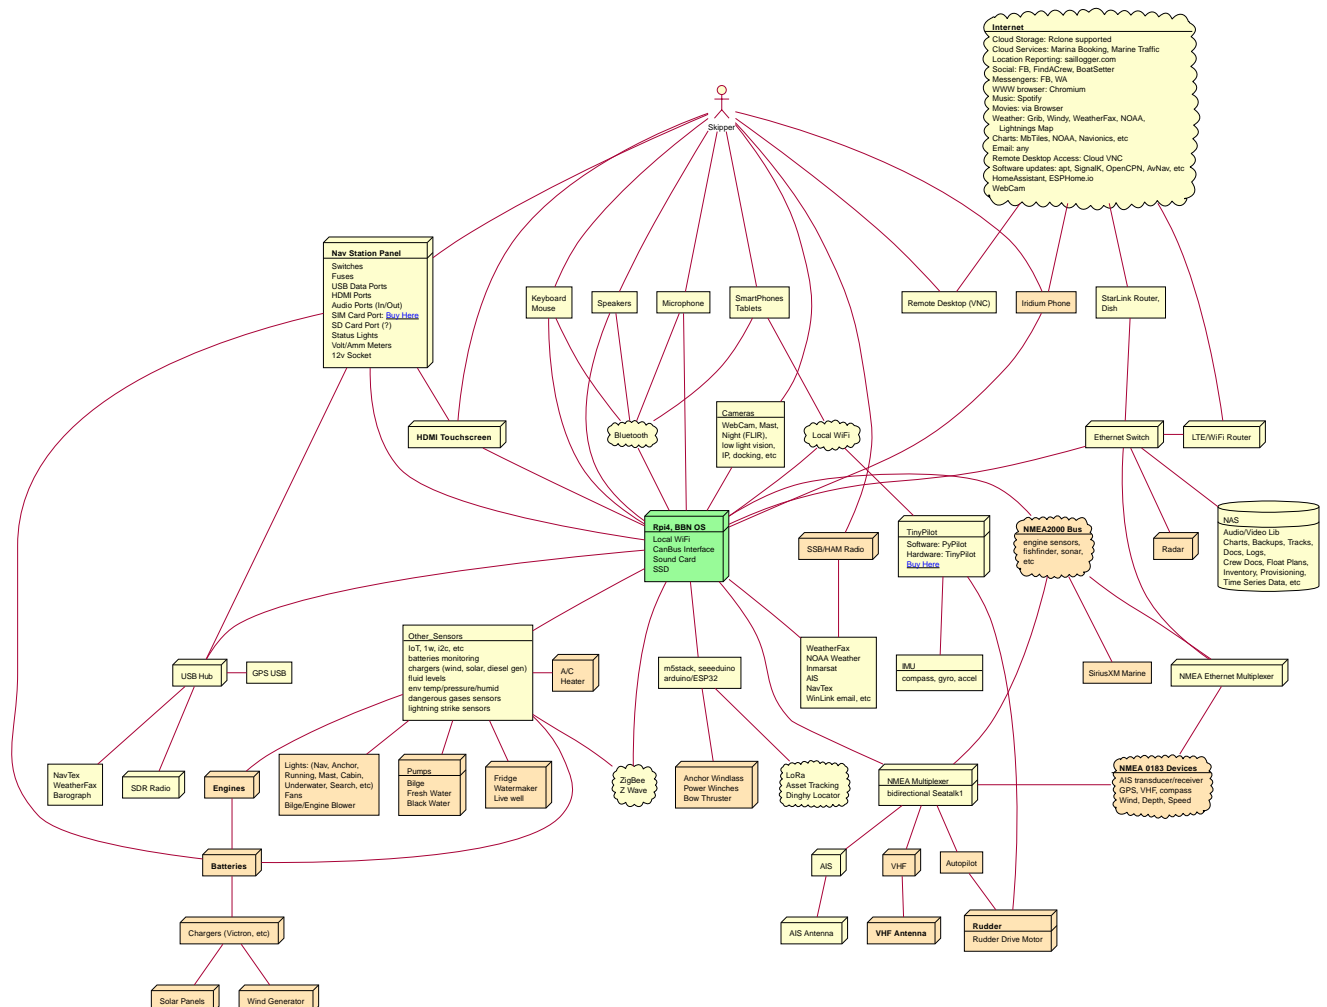 Internet
Cloud Storage: Rclone supported
Cloud Services: Marina Booking, Marine Traffic
Location Reporting: saillogger.com
Social: FB, FindACrew, BoatSetter
Messengers: FB, WA
WWW browser: Chromium
Music: Spotify
Movies: via Browser
Weather: Grib, Windy, WeatherFax, NOAA,
Lightnings Map
Charts: MbTiles, NOAA, Navionics, etc
Email: any
Remote Desktop Access: Cloud VNC
Software updates: apt, SignalK, OpenCPN, AvNav, etc
HomeAssistant, ESPHome.io
WebCam
Skipper
Nav Station Panel
Switches
Fuses
USB Data Ports
HDMI Ports
Audio Ports (In/Out)
SIM Card Port: Buy Here
SD Card Port (?)
Status Lights
Volt/Amm Meters
12v Socket
Keyboard
Mouse
Speakers
Microphone
SmartPhones
Tablets
Remote Desktop (VNC)
Iridium Phone
StarLink Router,
Dish
HDMI Touchscreen
Bluetooth
Cameras
WebCam, Mast,
Night (FLIR),
low light vision,
IP, docking, etc
Local WiFi
Ethernet Switch
LTE/WiFi Router
Rpi4, BBN OS
Local WiFi
CanBus Interface
Sound Card
SSD
SSB/HAM Radio
TinyPilot
Software: PyPilot
Hardware: TinyPilot
Buy Here
NMEA2000 Bus
engine sensors,
fishfinder, sonar,
etc
Radar
NAS
Audio/Video Lib
Charts, Backups, Tracks,
Docs, Logs,
Crew Docs, Float Plans,
Inventory, Provisioning,
Time Series Data, etc
USB Hub
GPS USB
Other_Sensors
IoT, 1w, i2c, etc
batteries monitoring
chargers (wind, solar, diesel gen)
fluid levels
env temp/pressure/humid
dangerous gases sensors
lightning strike sensors
A/C
Heater
m5stack, seeeduino
arduino/ESP32
WeatherFax
NOAA Weather
Inmarsat
AIS
NavTex
WinLink email, etc
IMU
compass, gyro, accel
SiriusXM Marine
NMEA Ethernet Multiplexer
NavTex
WeatherFax
Barograph
SDR Radio
Engines
Lights: (Nav, Anchor,
Running, Mast, Cabin,
Underwater, Search, etc)
Fans
Bilge/Engine Blower
Pumps
Bilge
Fresh Water
Black Water
Fridge
Watermaker
Live well
ZigBee
Z Wave
Anchor Windlass
Power Winches
Bow Thruster
LoRa
Asset Tracking
Dinghy Locator
NMEA Multiplexer
bidirectional Seatalk1
NMEA 0183 Devices
AIS transducer/receiver
GPS, VHF, compass
Wind, Depth, Speed
Batteries
AIS
VHF
Autopilot
Chargers (Victron, etc)
AIS Antenna
VHF Antenna
Rudder
Rudder Drive Motor
Solar Panels
Wind Generator